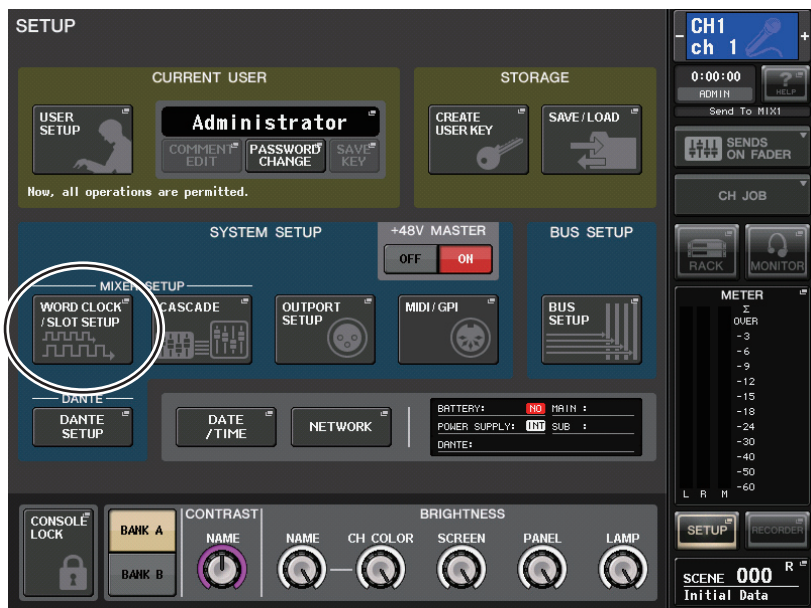 SETUP
CH1
ch 1
-
+
CURRENT USER
STORAGE
0:00:00
ADMIN
?
HELP
USER
SETUP
Administrator
COMMENT
EDIT
PASSWORD
CHANGE
SAVE
KEY
CREATE
USER KEY
SAVE/LOAD
Send To MIX1
SENDS
ON FADER
Now, all operations are permitted.
CH JOB
SYSTEM SETUP
+48V MASTER
OFF
ON
BUS SETUP
RACK
MONITOR
MIXER SETUP
WORD CLOCK
/SLOT SETUP
CASCADE
OUTPORT
SETUP
MIDI/GPI
BUS
SETUP
METER
Σ
OVER
-3
-6
-9
-12
-15
-18
-24
-30
-40
-50
-60
L R M
DANTE
DANTE
SETUP
DATE
/TIME
NETWORK
BATTERY: NO MAIN :
POWER SUPPLY: INT SUB :
DANTE:
CONSOLE
LOCK
BANK A
BANK B
CONTRAST
NAME
BRIGHTNESS
NAME
CH COLOR
SCREEN
PANEL
LAMP
SETUP
RECORDER
SCENE 000 R
Initial Data